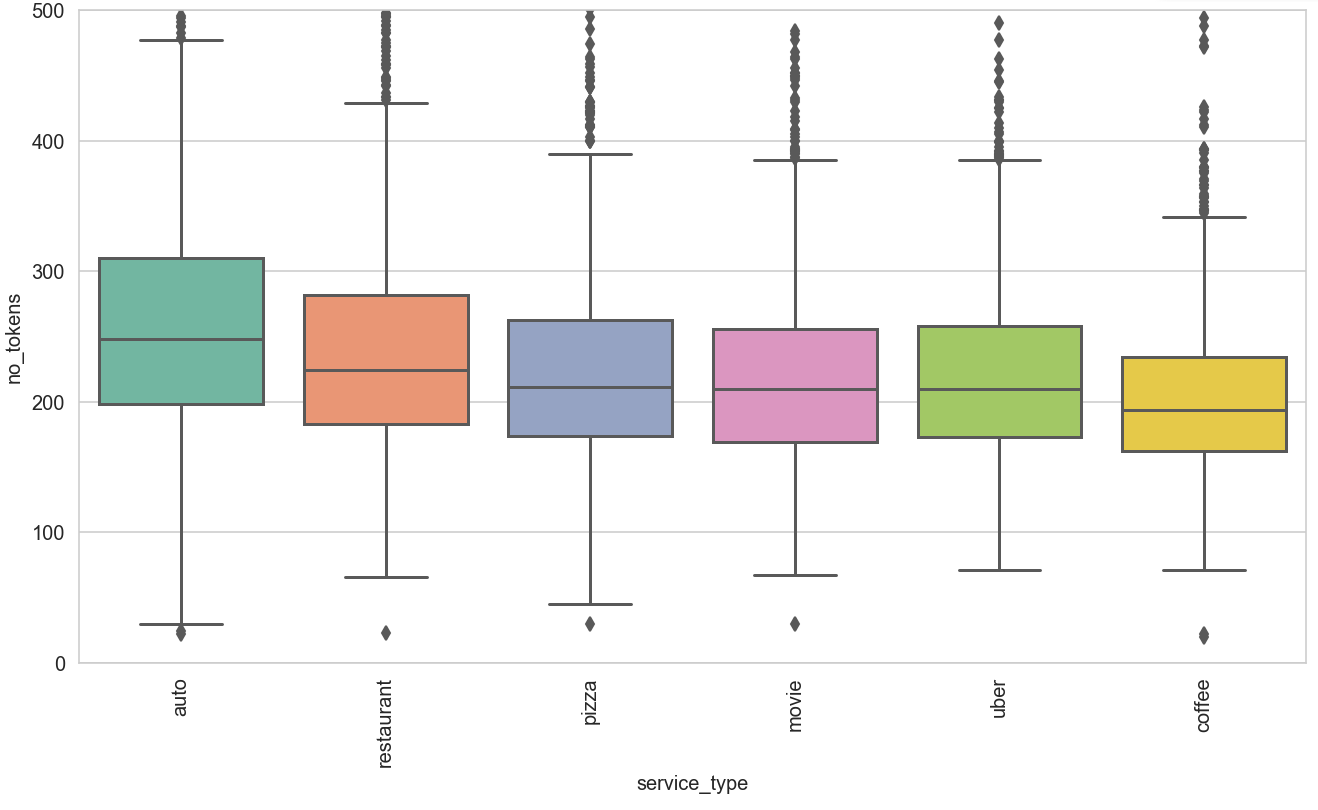 500
400
300
200
100
0
no_tokens
auto
restaurant
pizza
movie
uber
coffee
service_type